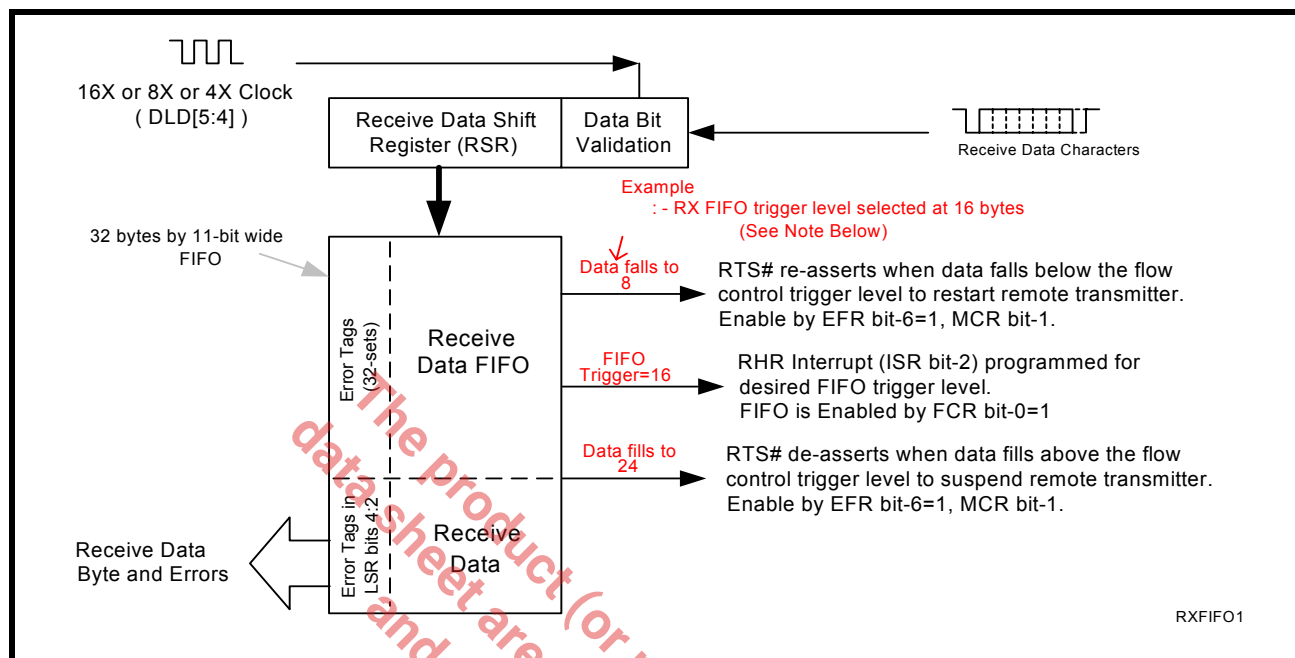 16X or 8X or 4X Clock
( DLD[5:4] )
Receive Data Shift
Register (RSR)
Data Bit
Validation
Receive Data Characters
Example
: - RX FIFO trigger level selected at 16 bytes
(See Note Below)
32 bytes by 11-bit wide
FIFO
Data falls to
8
RTS# re-asserts when data falls below the flow
control trigger level to restart remote transmitter.
Enable by EFR bit-6=1, MCR bit-1.
Error Tags
(32-sets)
Receive
Data FIFO
FIFO
Trigger=16
RHR Interrupt (ISR bit-2) programmed for
desired FIFO trigger level.
FIFO is Enabled by FCR bit-0=1
Data fills to
24
RTS# de-asserts when data fills above the flow
control trigger level to suspend remote transmitter.
Enable by EFR bit-6=1, MCR bit-1.
Error Tags in
LSR bits 4:2
Receive
Data
Receive Data
Byte and Errors
RXFIFO1
The product (or
data sheet are
and